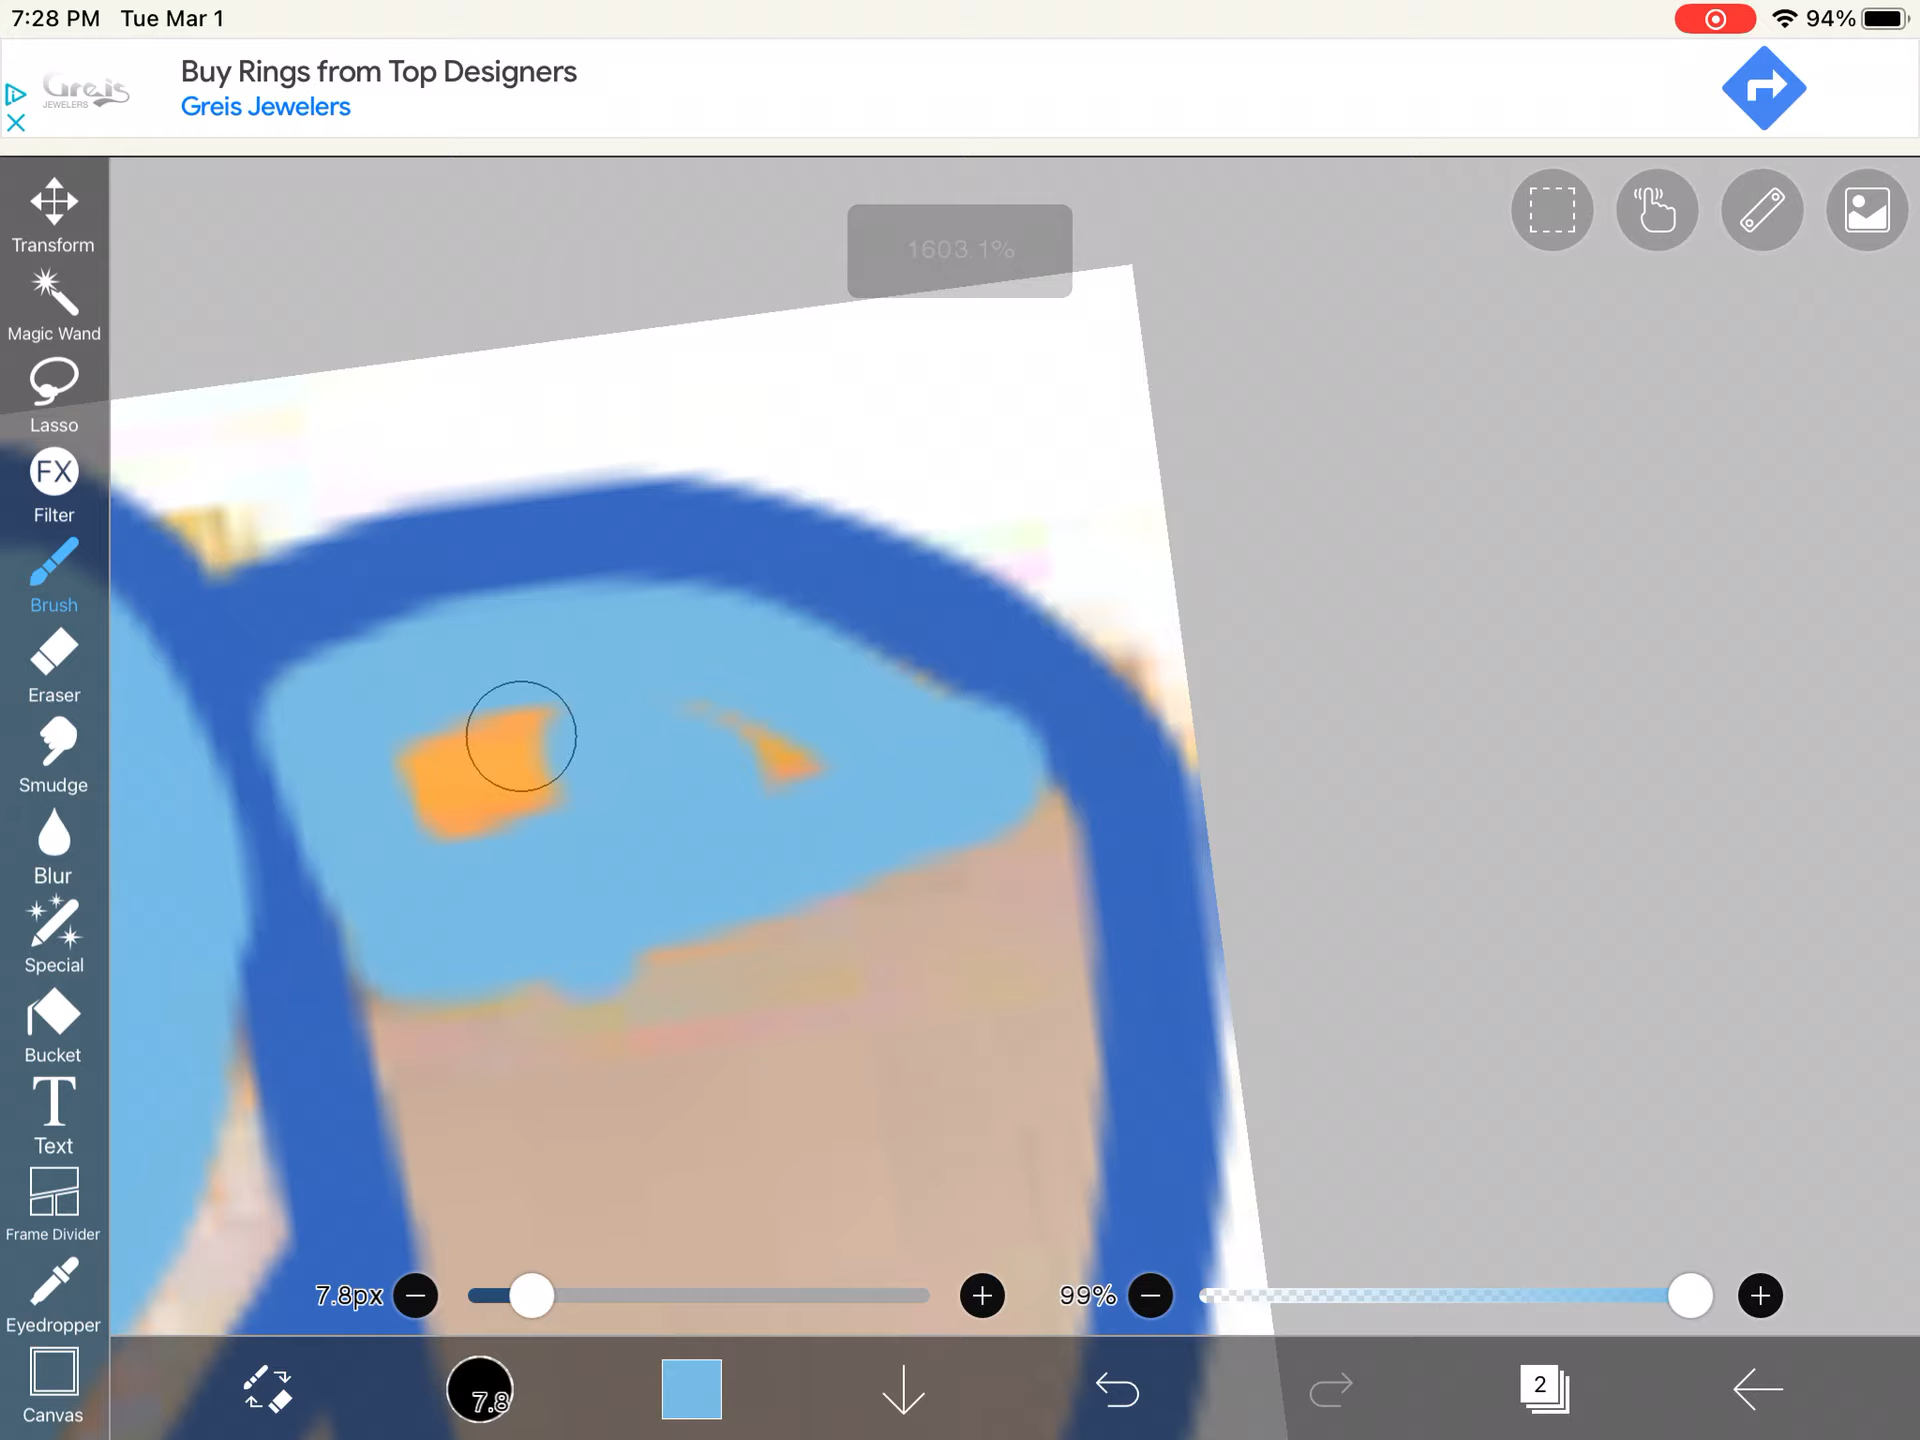 7:28 PM Tue Mar 1
94%
Greis
JEWELERS
Buy Rings from Top Designers
Greis Jewelers
1603.1%
Transform
Magic Wand
Lasso
FX
Filter
Brush
Eraser
Smudge
Blur
Special
Bucket
T
Text
Frame Divider
Eyedropper
Canvas
7.8px
99%
7.8
2